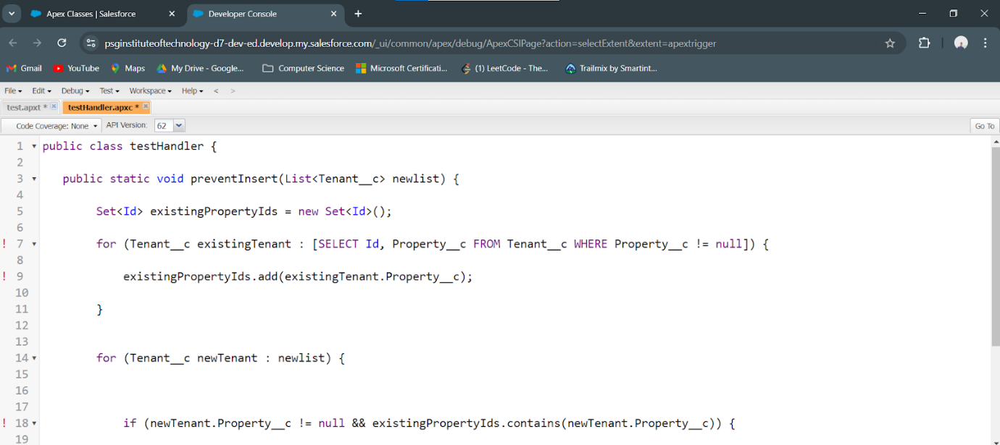 Apex Classes | Salesforce
Developer Console
psginstituteoftechnology-d7-dev-ed.develop.my.salesforce.com/_ui/common/apex/debug/ApexCSIPage?action=selectExtent&extent=apextrigger
Gmail YouTube Maps My Drive - Google... Computer Science Microsoft Certificati... (1) LeetCode - The... Trailmix by Smartint...
File Edit Debug Test Workspace Help < >
test.apxt * testHandler.apxc *
Code Coverage: None API Version: 62 Go To
1 public class testHandler {
2
3 public static void preventInsert(List<Tenant__c> newlist) {
4
5 Set<Id> existingPropertyIds = new Set<Id>();
6
! 7 for (Tenant__c existingTenant : [SELECT Id, Property__c FROM Tenant__c WHERE Property__c != null]) {
8
! 9 existingPropertyIds.add(existingTenant.Property__c);
10
11 }
12
13
14 for (Tenant__c newTenant : newlist) {
15
16
17
! 18 if (newTenant.Property__c != null && existingPropertyIds.contains(newTenant.Property__c)) {
19